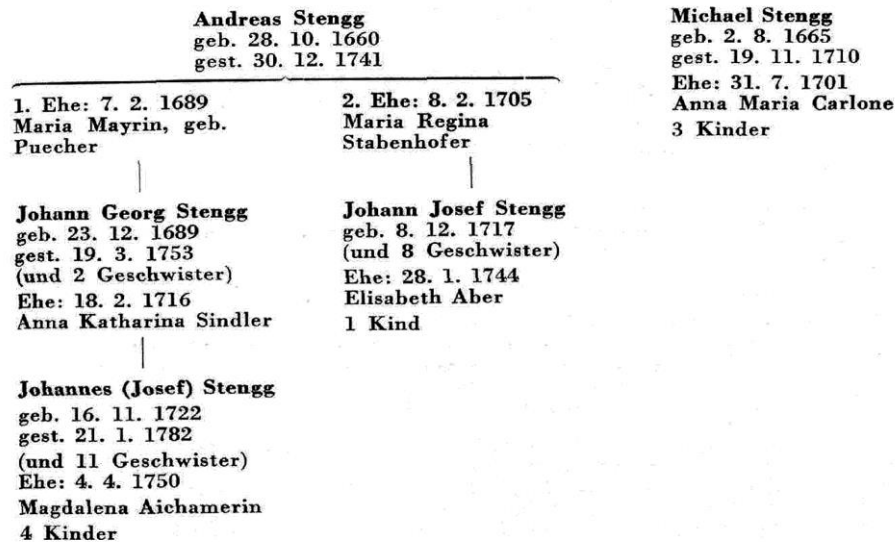 Andreas Stengg
geb. 28. 10. 1660
gest. 30. 12. 1741
1. Ehe: 7. 2. 1689
Maria Mayrin, geb.
Puecher
Johann Georg Stengg
geb. 23. 12. 1689
gest. 19. 3. 1753
(und 2 Geschwister)
Ehe: 18. 2. 1716
Anna Katharina Sindler
Johannes (Josef) Stengg
geb. 16. 11. 1722
gest. 21. 1. 1782
(und 11 Geschwister)
Ehe: 4. 4. 1750
Magdalena Aichamerin
4 Kinder
2. Ehe: 8. 2. 1705
Maria Regina
Stabenhofer
Johann Josef Stengg
geb. 8. 12. 1717
(und 8 Geschwister)
Ehe: 28. 1. 1744
Elisabeth Aber
1 Kind
Michael Stengg
geb. 2. 8. 1665
gest. 19. 11. 1710
Ehe: 31. 7. 1701
Anna Maria Carlone
3 Kinder